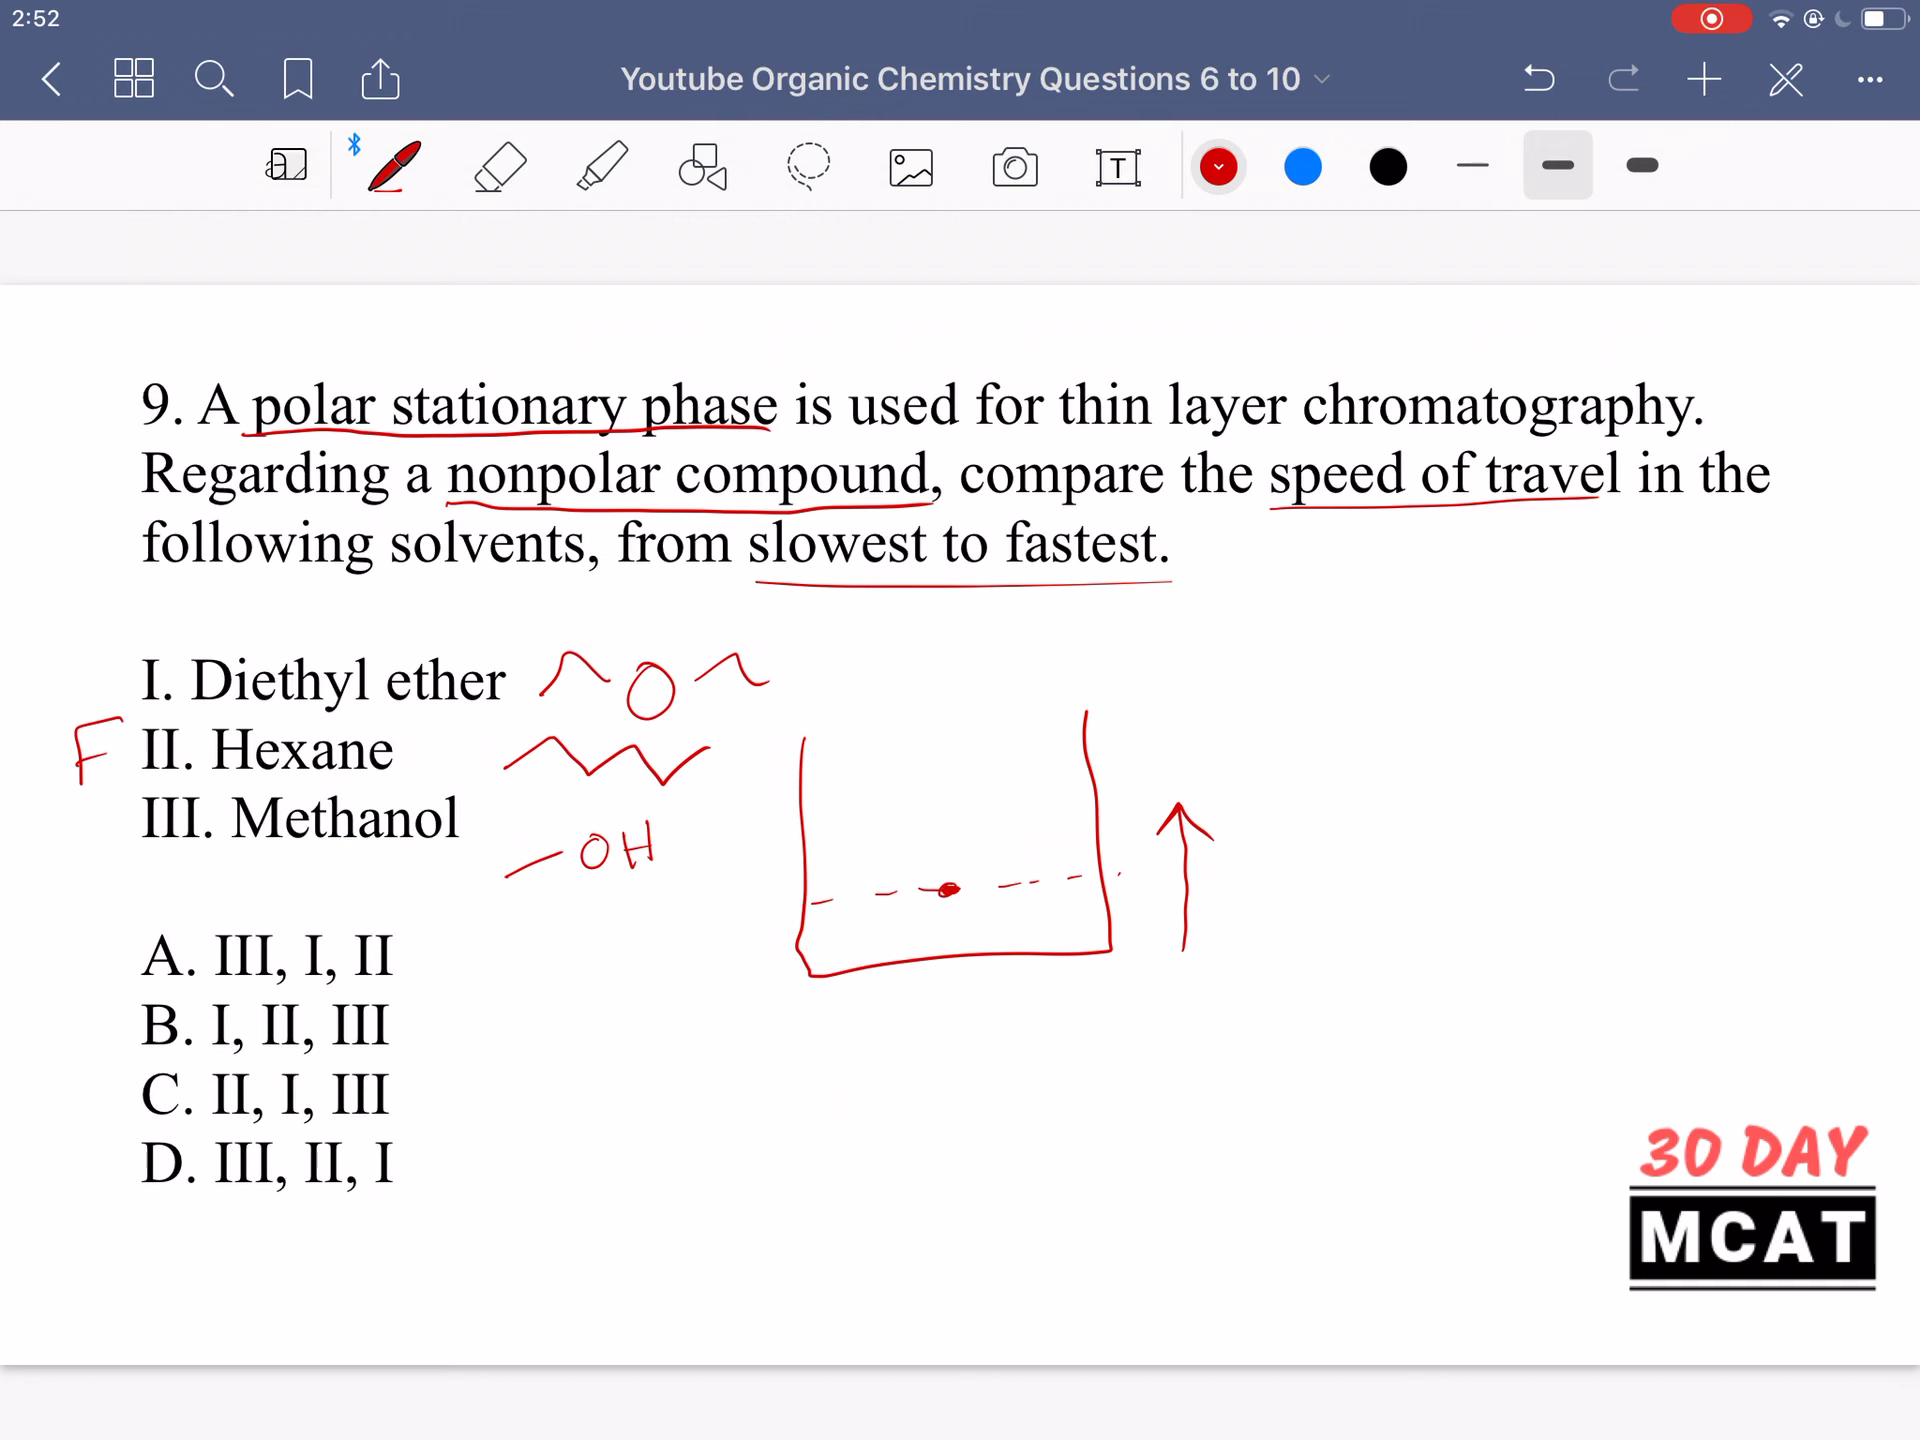 2:52
Youtube Organic Chemistry Questions 6 to 10
a
T
9. A polar stationary phase is used for thin layer chromatography.
Regarding a nonpolar compound, compare the speed of travel in the
following solvents, from slowest to fastest.
I. Diethyl ether
O
F
II. Hexane
III. Methanol
OH
A. III, I, II
B. I, II, III
C. II, I, III
D. III, II, I
30 DAY
MCAT